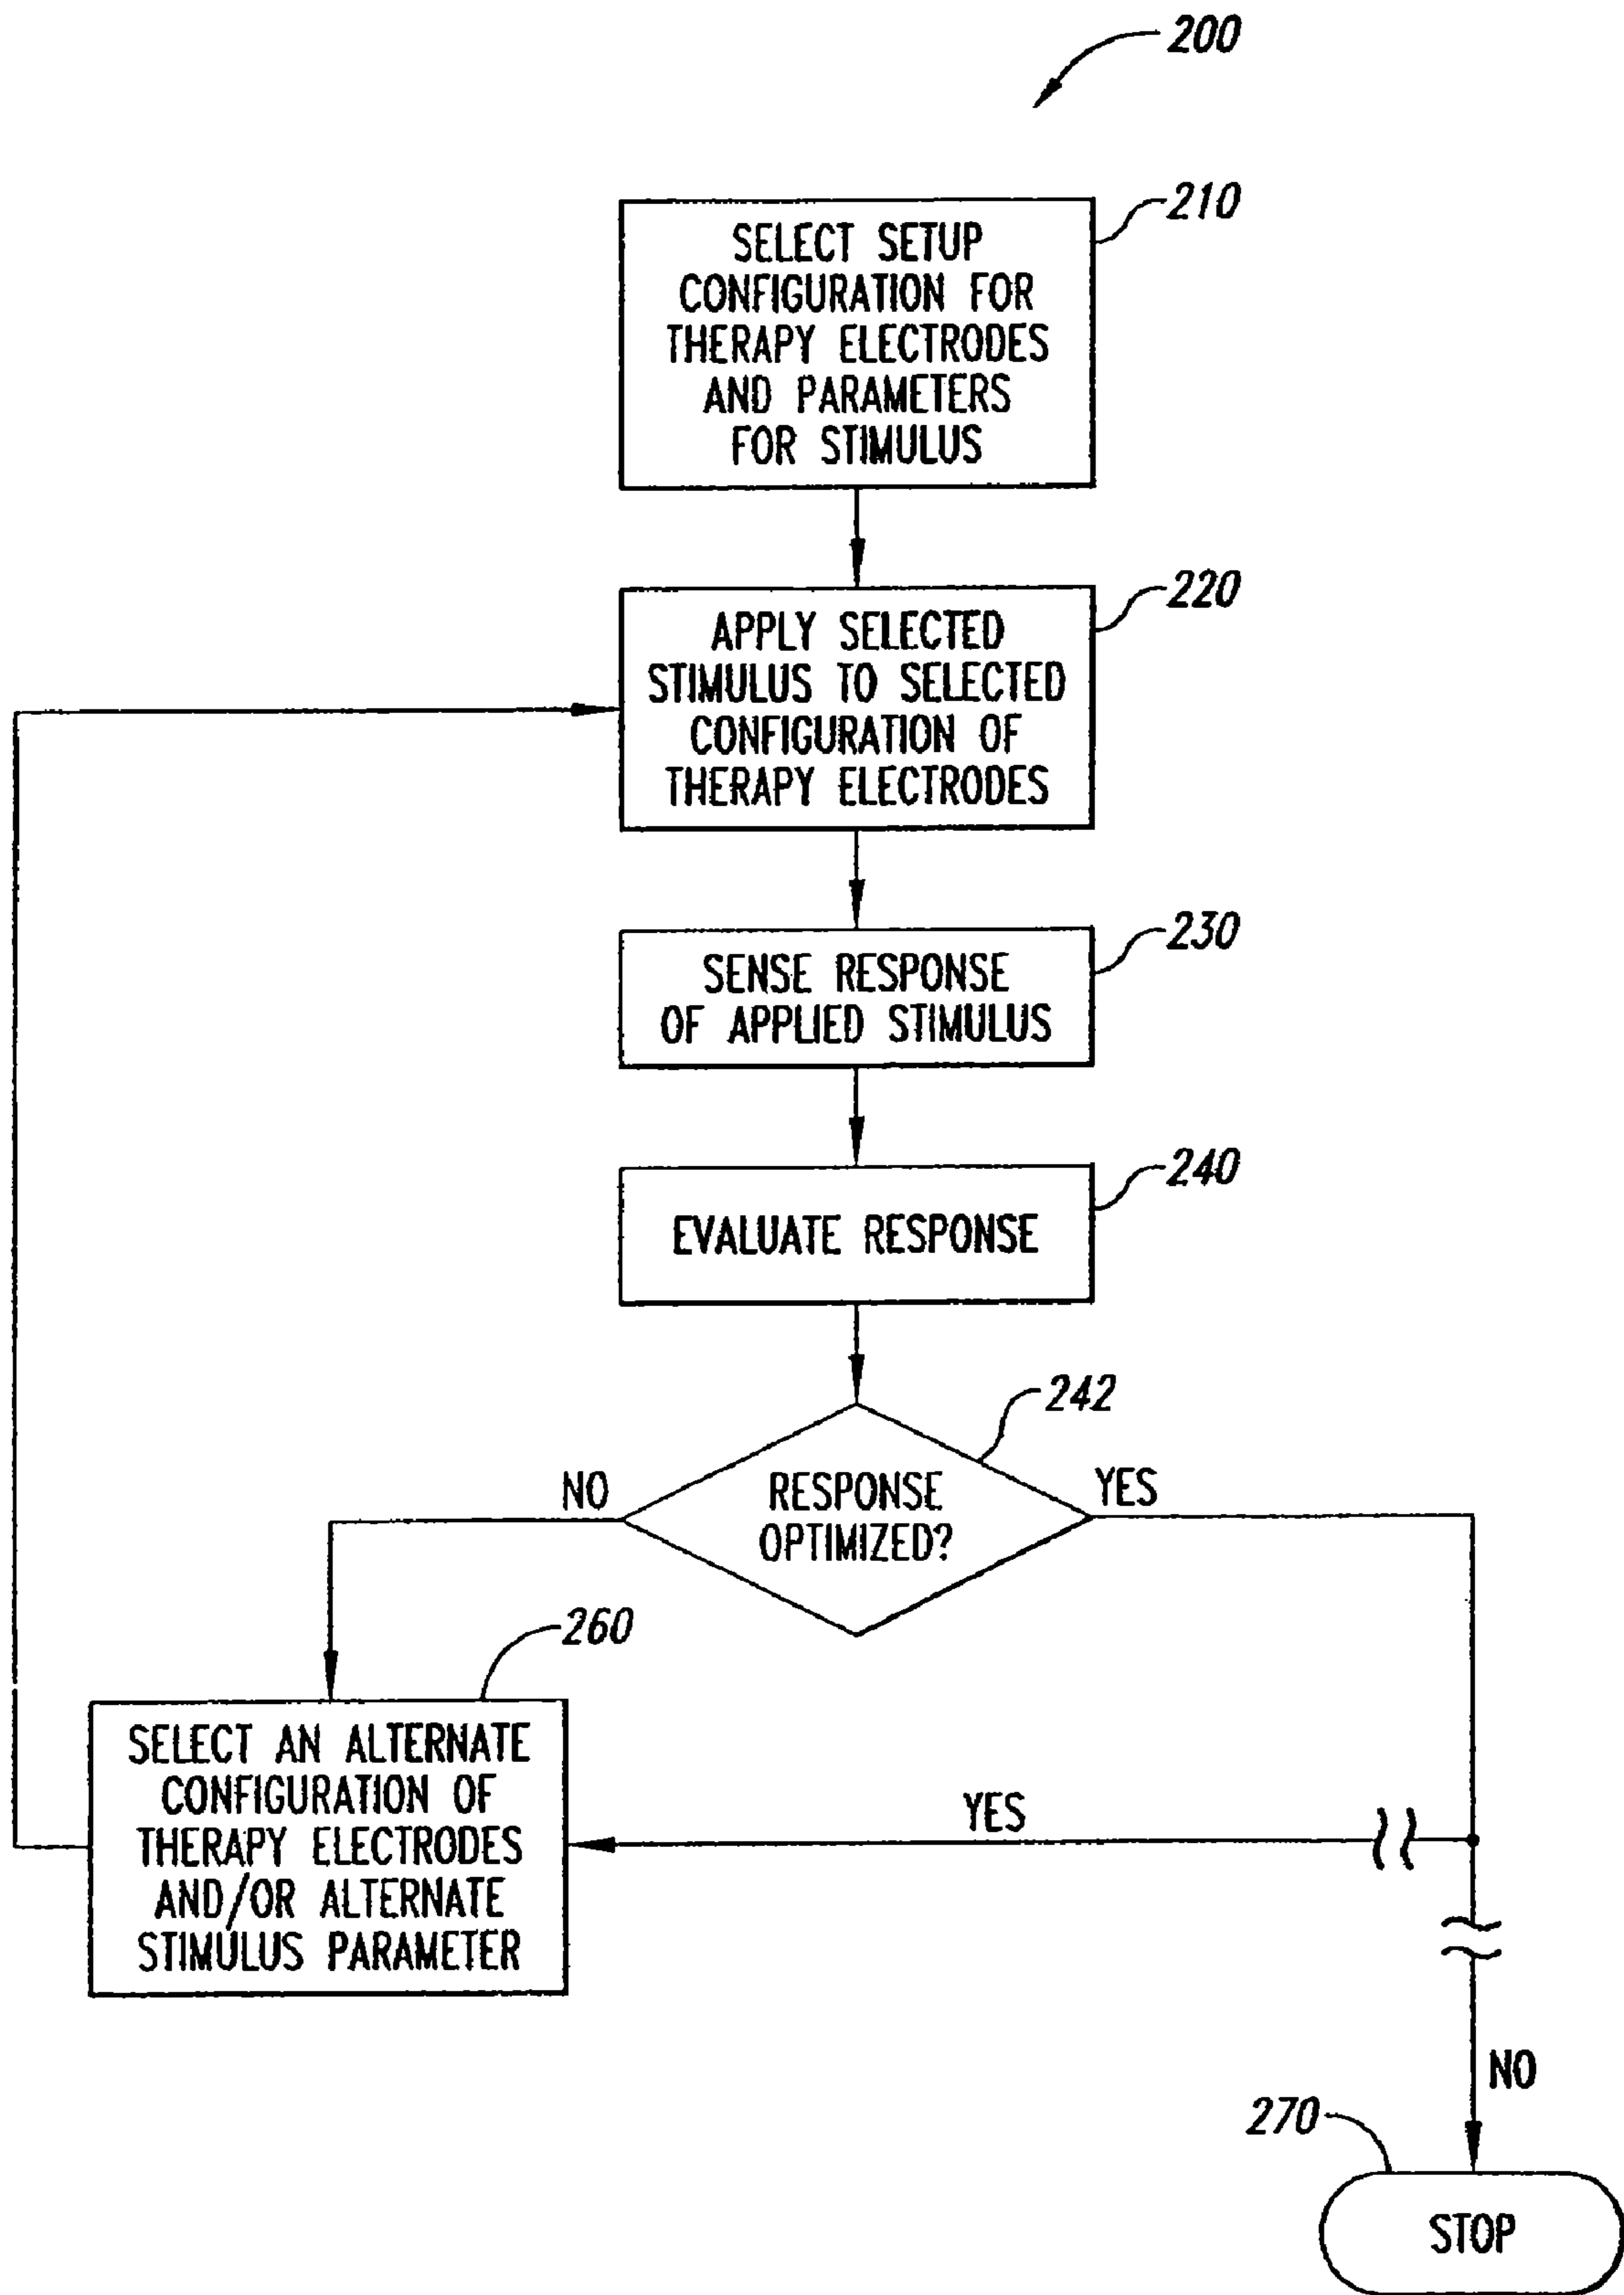 200
210
SELECT SETUP
CONFIGURATION FOR
THERAPY ELECTRODES
AND PARAMETERS
FOR STIMULUS
220
APPLY SELECTED
STIMULUS TO SELECTED
CONFIGURATION OF
THERAPY ELECTRODES
230
SENSE RESPONSE
OF APPLIED STIMULUS
240
EVALUATE RESPONSE
242
NO
RESPONSE
OPTIMIZED?
YES
260
SELECT AN ALTERNATE
CONFIGURATION OF
THERAPY ELECTRODES
AND/OR ALTERNATE
STIMULUS PARAMETER
YES
NO
270
STOP